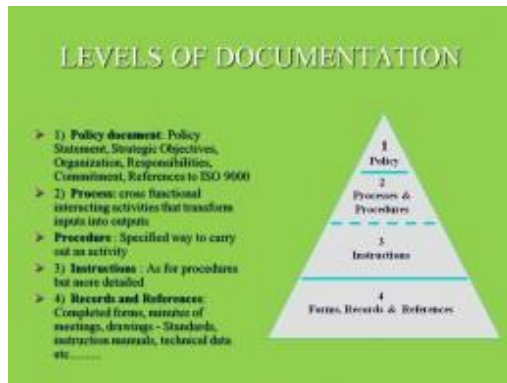 LEVELS OF DOCUMENTATION
➢ 1) Policy document: Policy
Statement, Strategic Objectives,
Organization, Responsibilities,
Commitment, References to ISO 9000
➢ 2) Process: cross functional
interacting activities that transform
inputs into outputs
➢ Procedure : Specified way to carry
out an activity
➢ 3) Instructions : As for procedures
but more detailed
➢ 4) Records and References:
Completed forms, minutes of
meetings, drawings - Standards,
instruction manuals, technical data
etc..........
1
Policy
2
Processes &
Procedures
3
Instructions
4
Forms, Records & References